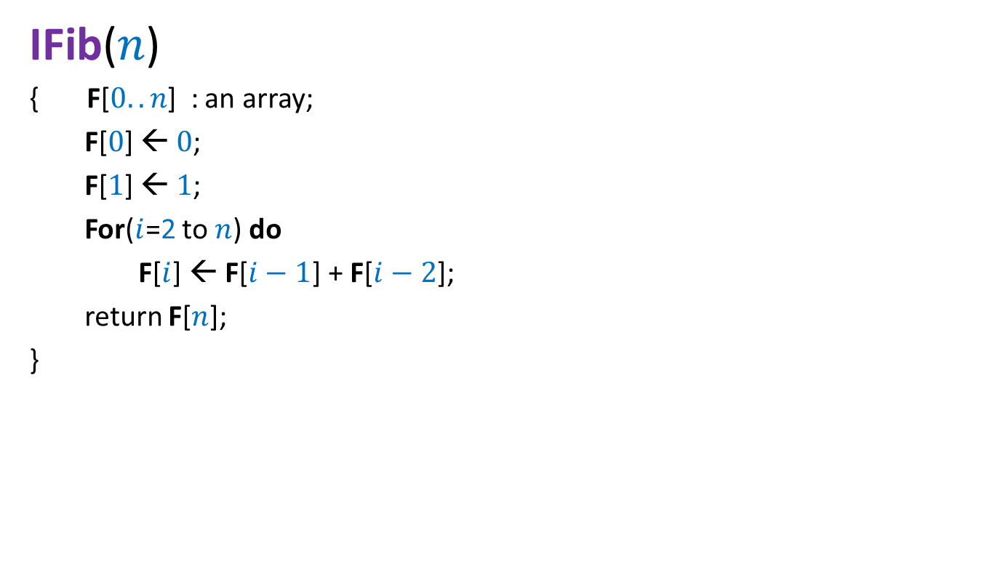 IFib(n)
{ F[0..n] : an array;
F[0] ← 0;
F[1] ← 1;
For(i=2 to n) do
F[i] ← F[i − 1] + F[i − 2];
return F[n];
}